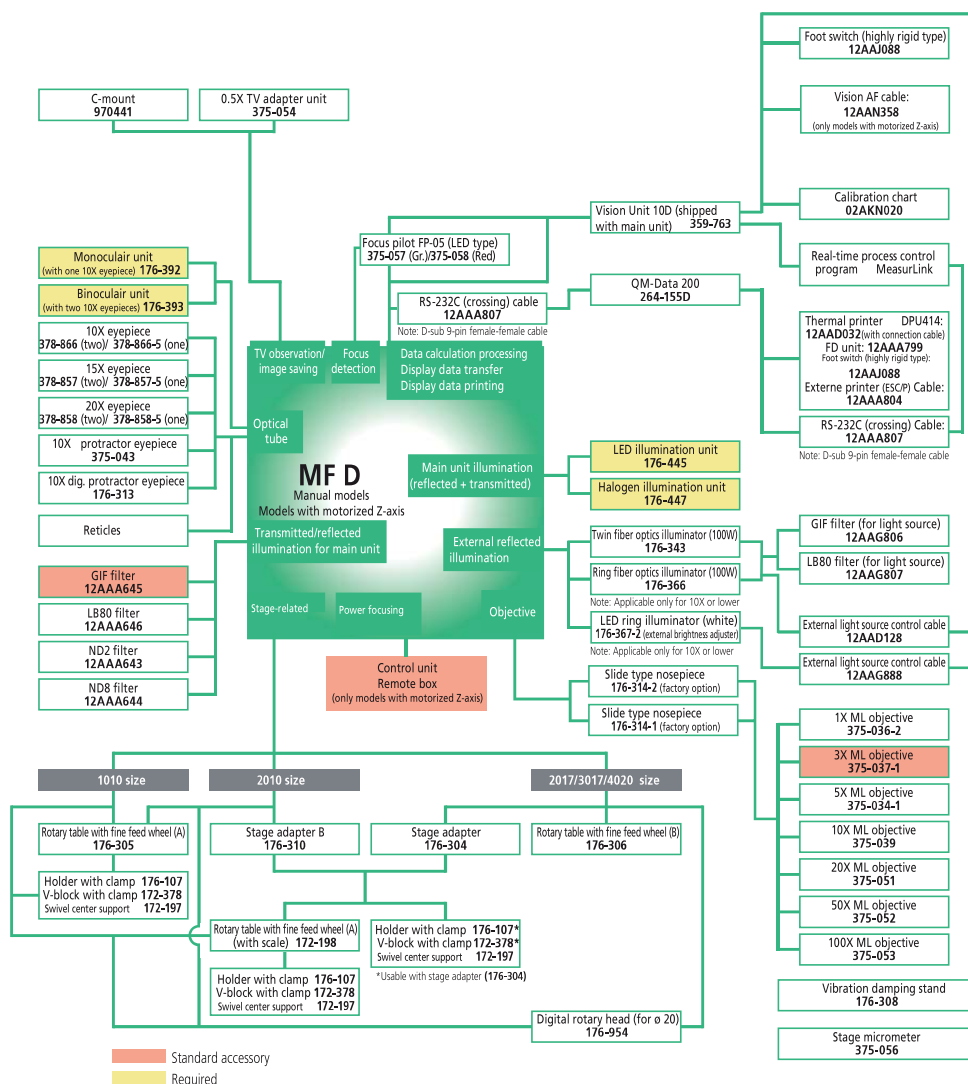 Foot switch (highly rigid type)
12AAJ088
C-mount
970441
0.5X TV adapter unit
375-054
Vision AF cable:
12AAN358
(only models with motorized Z-axis)
Calibration chart
02AKN020
Vision Unit 10D (shipped
with main unit) 359-763
Focus pilot FP-05 (LED type)
375-057 (Gr.)/375-058 (Red)
Real-time process control
program MeasurLink
Monoculair unit
(with one 10X eyepiece) 176-392
Binoculair unit
(with two 10X eyepieces) 176-393
RS-232C (crossing) cable
12AAA807
Note: D-sub 9-pin female-female cable
QM-Data 200
264-155D
Thermal printer DPU414:
12AAD032(with connection cable)
FD unit: 12AAA799
Foot switch (highly rigid type):
12AAJ088
Externe printer (ESC/P) Cable:
12AAA804
RS-232C (crossing) Cable:
12AAA807
Note: D-sub 9-pin female-female cable
10X eyepiece
378-866 (two)/ 378-866-5 (one)
15X eyepiece
378-857 (two)/ 378-857-5 (one)
20X eyepiece
378-858 (two)/ 378-858-5 (one)
10X protractor eyepiece
375-043
10X dig. protractor eyepiece
176-313
Reticles
TV observation/
image saving
Focus
detection
Data calculation processing
Display data transfer
Display data printing
Optical
tube
MF D
Manual models
Models with motorized Z-axis
Main unit illumination
(reflected + transmitted)
LED illumination unit
176-445
Halogen illumination unit
176-447
Transmitted/reflected
illumination for main unit
External reflected
illumination
Twin fiber optics illuminator (100W)
176-343
Ring fiber optics illuminator (100W)
176-366
Note: Applicable only for 10X or lower
LED ring illuminator (white)
176-367-2 (external brightness adjuster)
Note: Applicable only for 10X or lower
GIF filter (for light source)
12AAG806
LB80 filter (for light source)
12AAG807
External light source control cable
12AAD128
External light source control cable
12AAG888
GIF filter
12AAA645
LB80 filter
12AAA646
ND2 filter
12AAA643
ND8 filter
12AAA644
Stage-related
Power focusing
Objective
Control unit
Remote box
(only models with motorized Z-axis)
Slide type nosepiece
176-314-2 (factory option)
Slide type nosepiece
176-314-1 (factory option)
1X ML objective
375-036-2
3X ML objective
375-037-1
5X ML objective
375-034-1
10X ML objective
375-039
20X ML objective
375-051
50X ML objective
375-052
100X ML objective
375-053
1010 size
2010 size
2017/3017/4020 size
Rotary table with fine feed wheel (A)
176-305
Stage adapter B
176-310
Stage adapter
176-304
Rotary table with fine feed wheel (B)
176-306
Holder with clamp 176-107
V-block with clamp 172-378
Swivel center support 172-197
Rotary table with fine feed wheel (A)
(with scale) 172-198
Holder with clamp 176-107*
V-block with clamp 172-378*
Swivel center support 172-197
*Usable with stage adapter (176-304)
Holder with clamp 176-107
V-block with clamp 172-378
Swivel center support 172-197
Digital rotary head (for ø 20)
176-954
Vibration damping stand
176-308
Stage micrometer
375-056
Standard accessory
Required